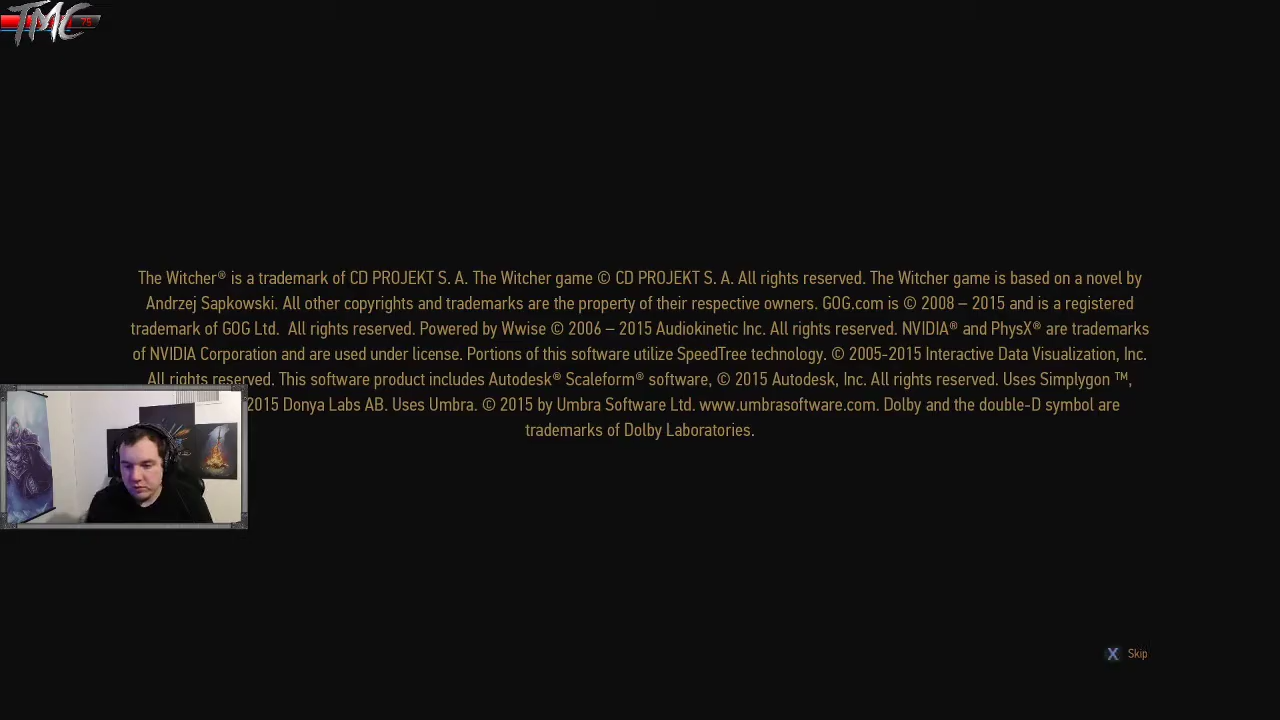 TMC
75
The Witcher® is a trademark of CD PROJEKT S. A. The Witcher game © CD PROJEKT S. A. All rights reserved. The Witcher game is based on a novel by
Andrzej Sapkowski. All other copyrights and trademarks are the property of their respective owners. GOG.com is © 2008 – 2015 and is a registered
trademark of GOG Ltd. All rights reserved. Powered by Wwise © 2006 – 2015 Audiokinetic Inc. All rights reserved. NVIDIA® and PhysX® are trademarks
of NVIDIA Corporation and are used under license. Portions of this software utilize SpeedTree technology. © 2005-2015 Interactive Data Visualization, Inc.
All rights reserved. This software product includes Autodesk® Scaleform® software, © 2015 Autodesk, Inc. All rights reserved. Uses Simplygon ™,
2015 Donya Labs AB. Uses Umbra. © 2015 by Umbra Software Ltd. www.umbrasoftware.com. Dolby and the double-D symbol are
trademarks of Dolby Laboratories.
X Skip